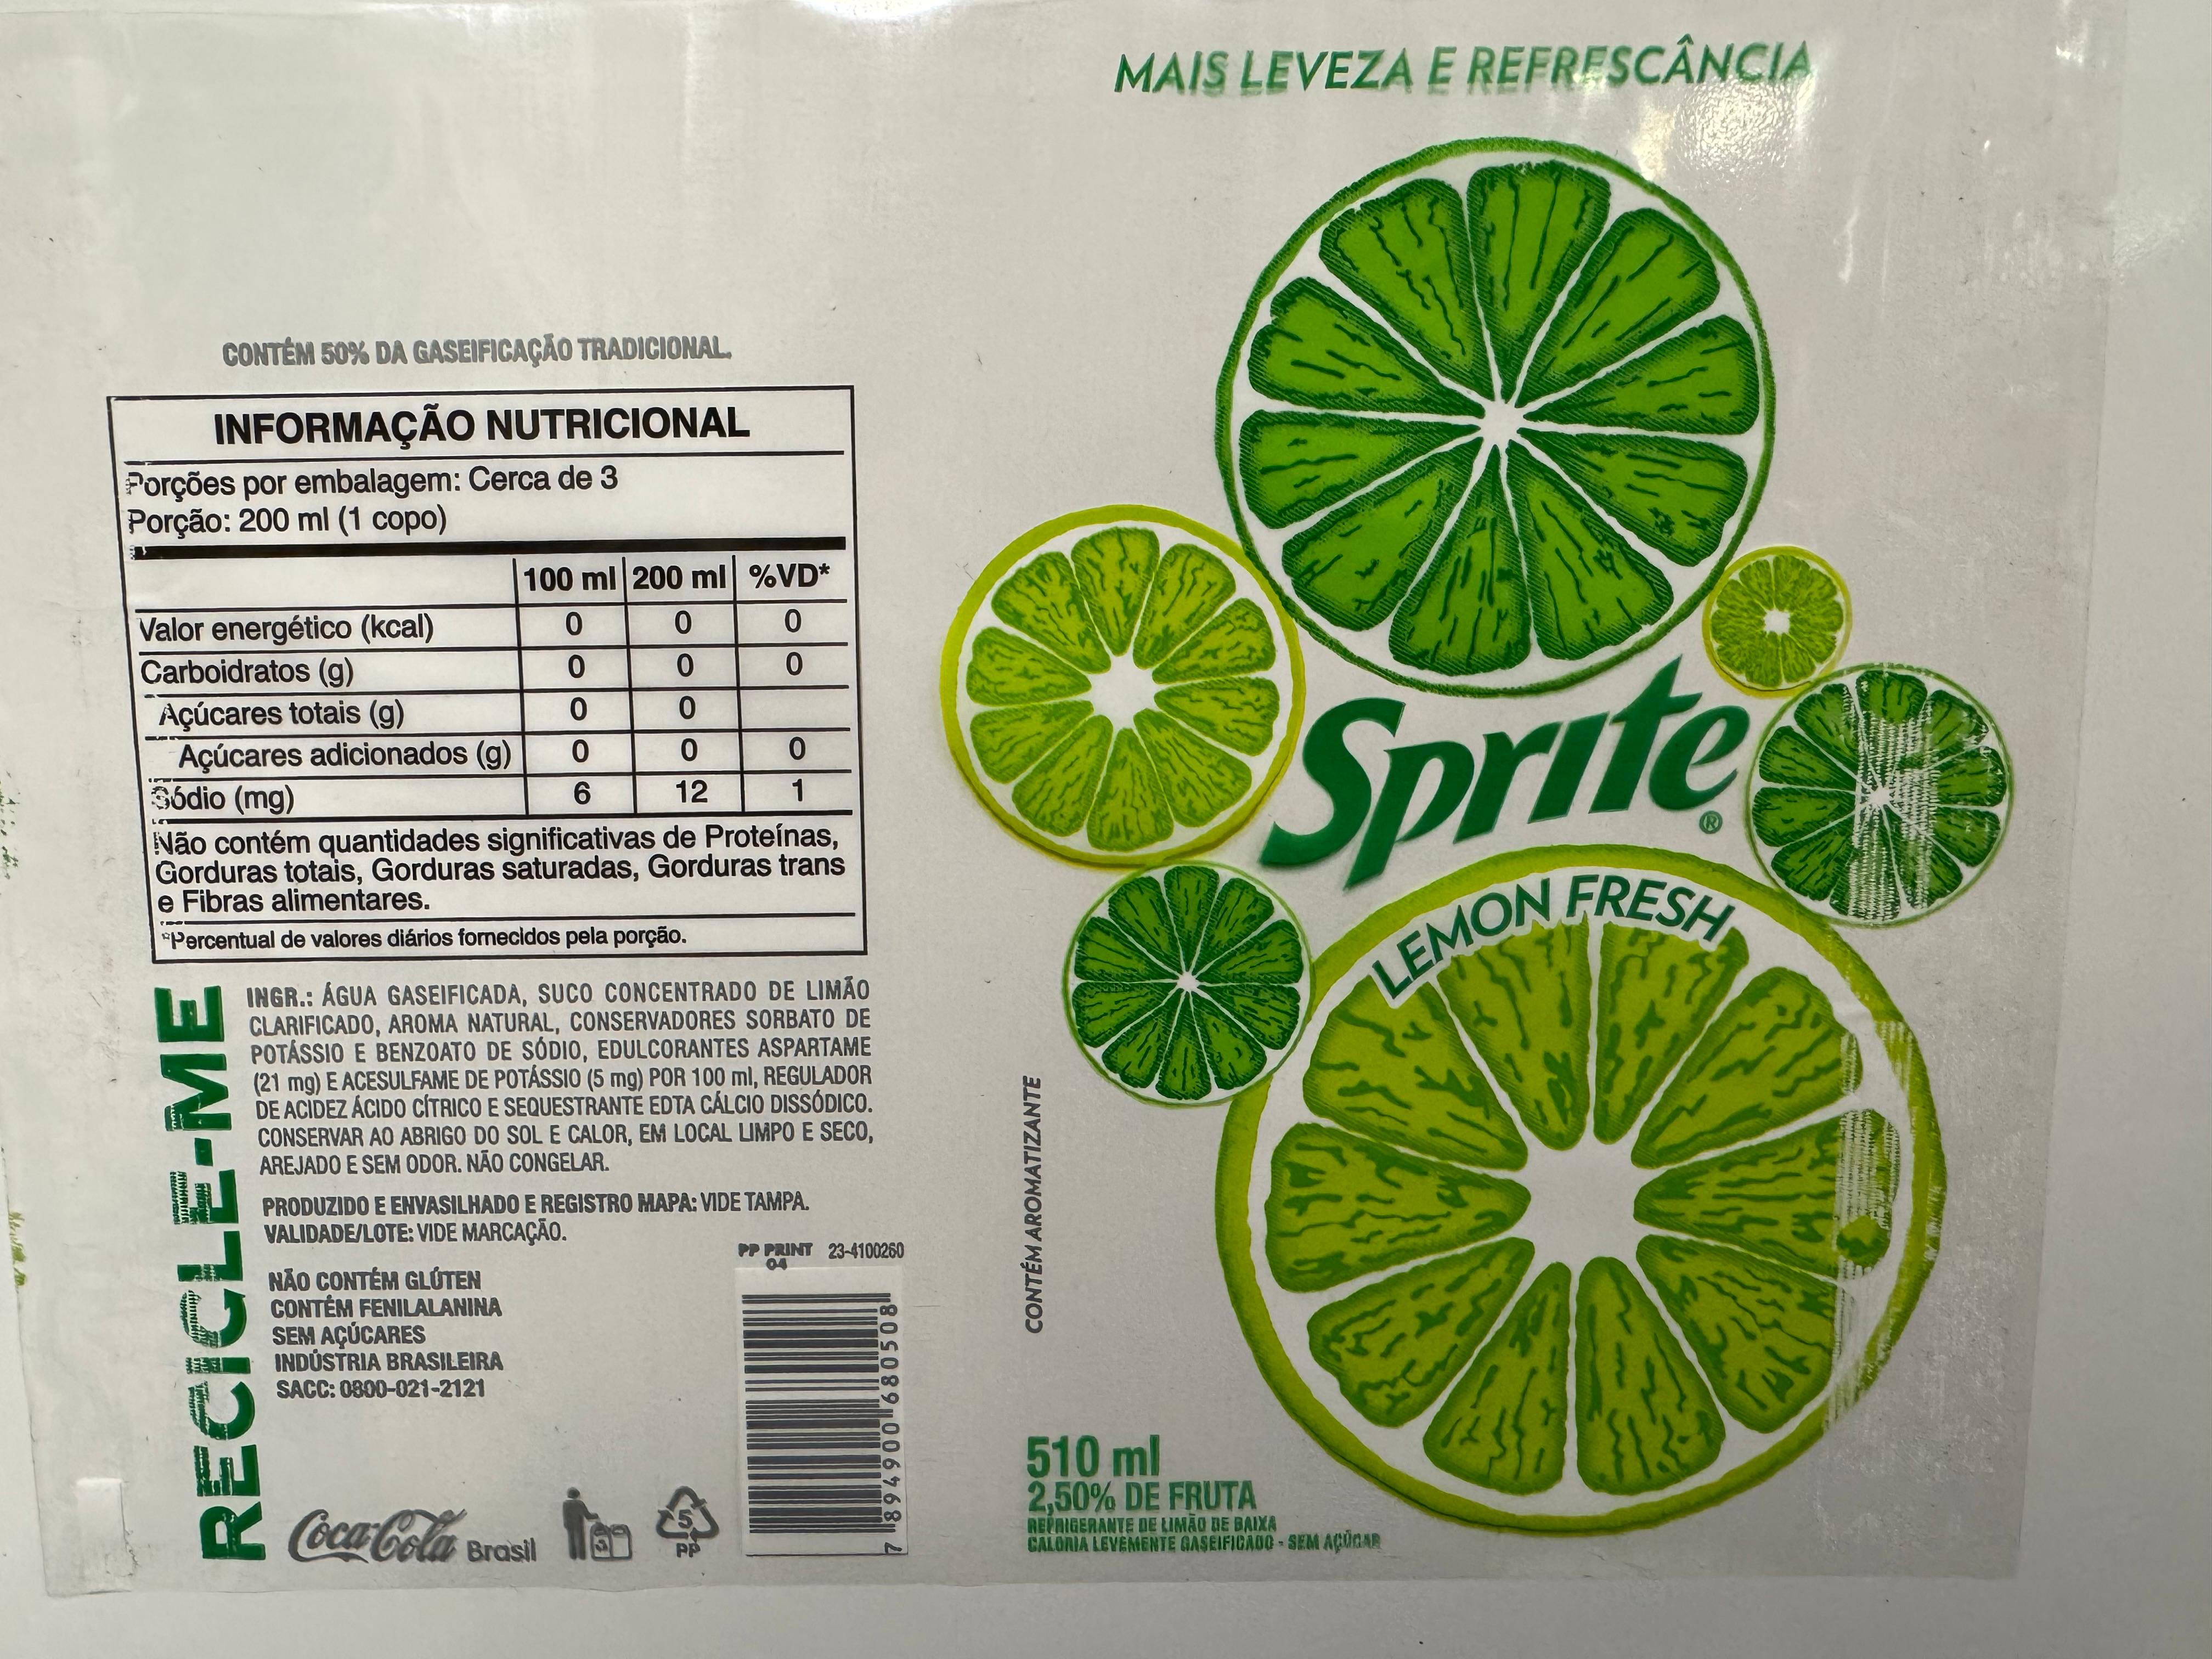 MAIS LEVEZA E REFRESCÂNCIA
CONTÉM 50% DA GASEIFICAÇÃO TRADICIONAL.
INFORMAÇÃO NUTRICIONAL
Porções por embalagem: Cerca de 3
Porção: 200 ml (1 copo)
100 ml 200 ml %VD*
Valor energético (kcal) 0 0 0
Carboidratos (g) 0 0 0
Açúcares totais (g) 0 0
Açúcares adicionados (g) 0 0 0
Sódio (mg) 6 12 1
Não contém quantidades significativas de Proteínas,
Gorduras totais, Gorduras saturadas, Gorduras trans
e Fibras alimentares.
*Percentual de valores diários fornecidos pela porção.
RECICLE-ME
INGR.: ÁGUA GASEIFICADA, SUCO CONCENTRADO DE LIMÃO
CLARIFICADO, AROMA NATURAL, CONSERVADORES SORBATO DE
POTÁSSIO E BENZOATO DE SÓDIO, EDULCORANTES ASPARTAME
(21 mg) E ACESULFAME DE POTÁSSIO (5 mg) POR 100 ml, REGULADOR
DE ACIDEZ ÁCIDO CÍTRICO E SEQUESTRANTE EDTA CÁLCIO DISSÓDICO.
CONSERVAR AO ABRIGO DO SOL E CALOR, EM LOCAL LIMPO E SECO,
AREJADO E SEM ODOR. NÃO CONGELAR.
PRODUZIDO E ENVASILHADO E REGISTRO MAPA: VIDE TAMPA.
VALIDADE/LOTE: VIDE MARCAÇÃO.
PP PRINT 23-4100260
04
NÃO CONTÉM GLÚTEN
CONTÉM FENILALANINA
SEM AÇÚCARES
INDÚSTRIA BRASILEIRA
SACC: 0800-021-2121
Coca-Cola Brasil
5
PP
7 894900 680508
Sprite®
LEMON FRESH
CONTÉM AROMATIZANTE
510 ml
2,50% DE FRUTA
REFRIGERANTE DE LIMÃO DE BAIXA
CALORIA LEVEMENTE GASEIFICADO - SEM AÇÚCAR